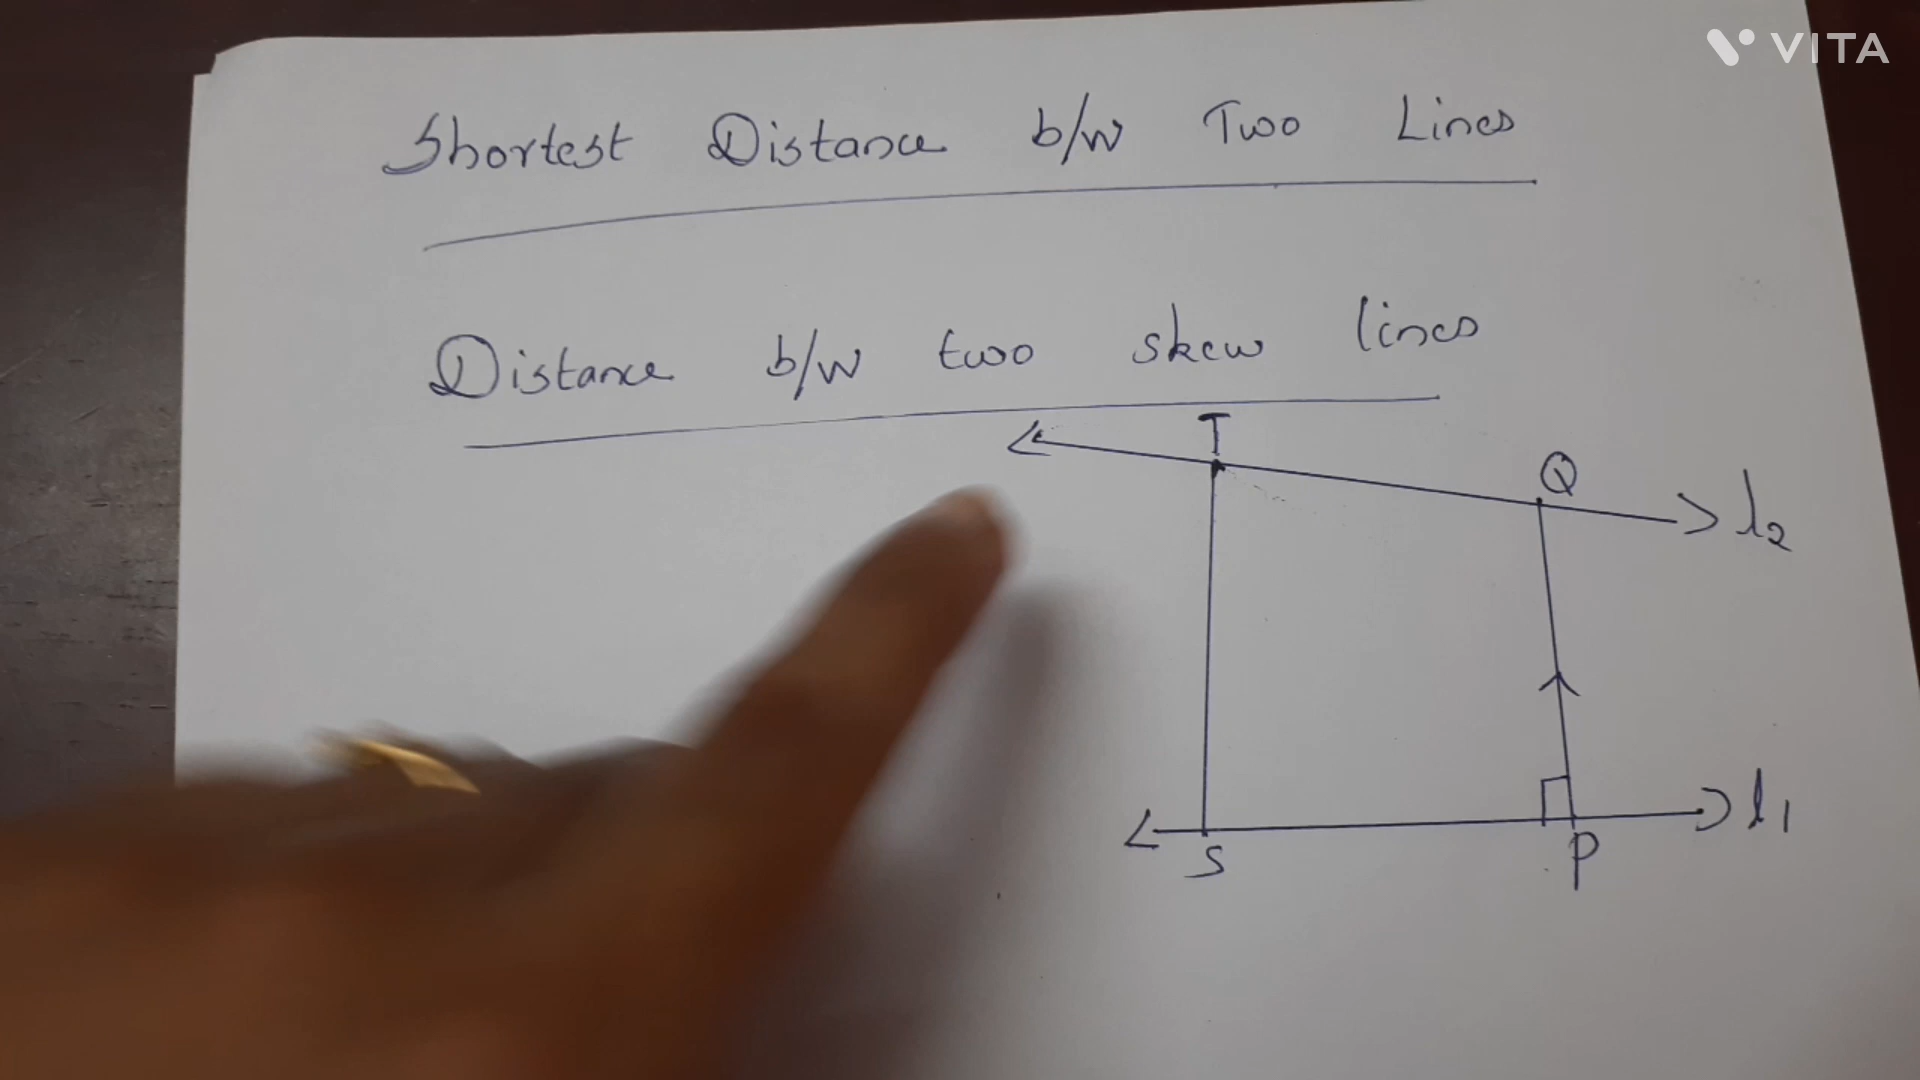 VITA
Shortest Distance b/w Two Lines
Distance b/w two skew lines
T
Q
l2
l1
S
P